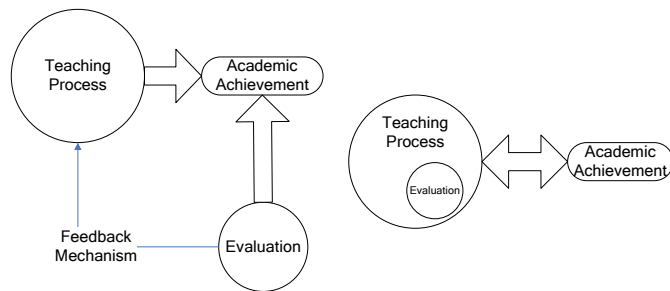 Teaching
Process
Academic
Achievement
Feedback
Mechanism
Evaluation
Teaching
Process
Evaluation
Academic
Achievement